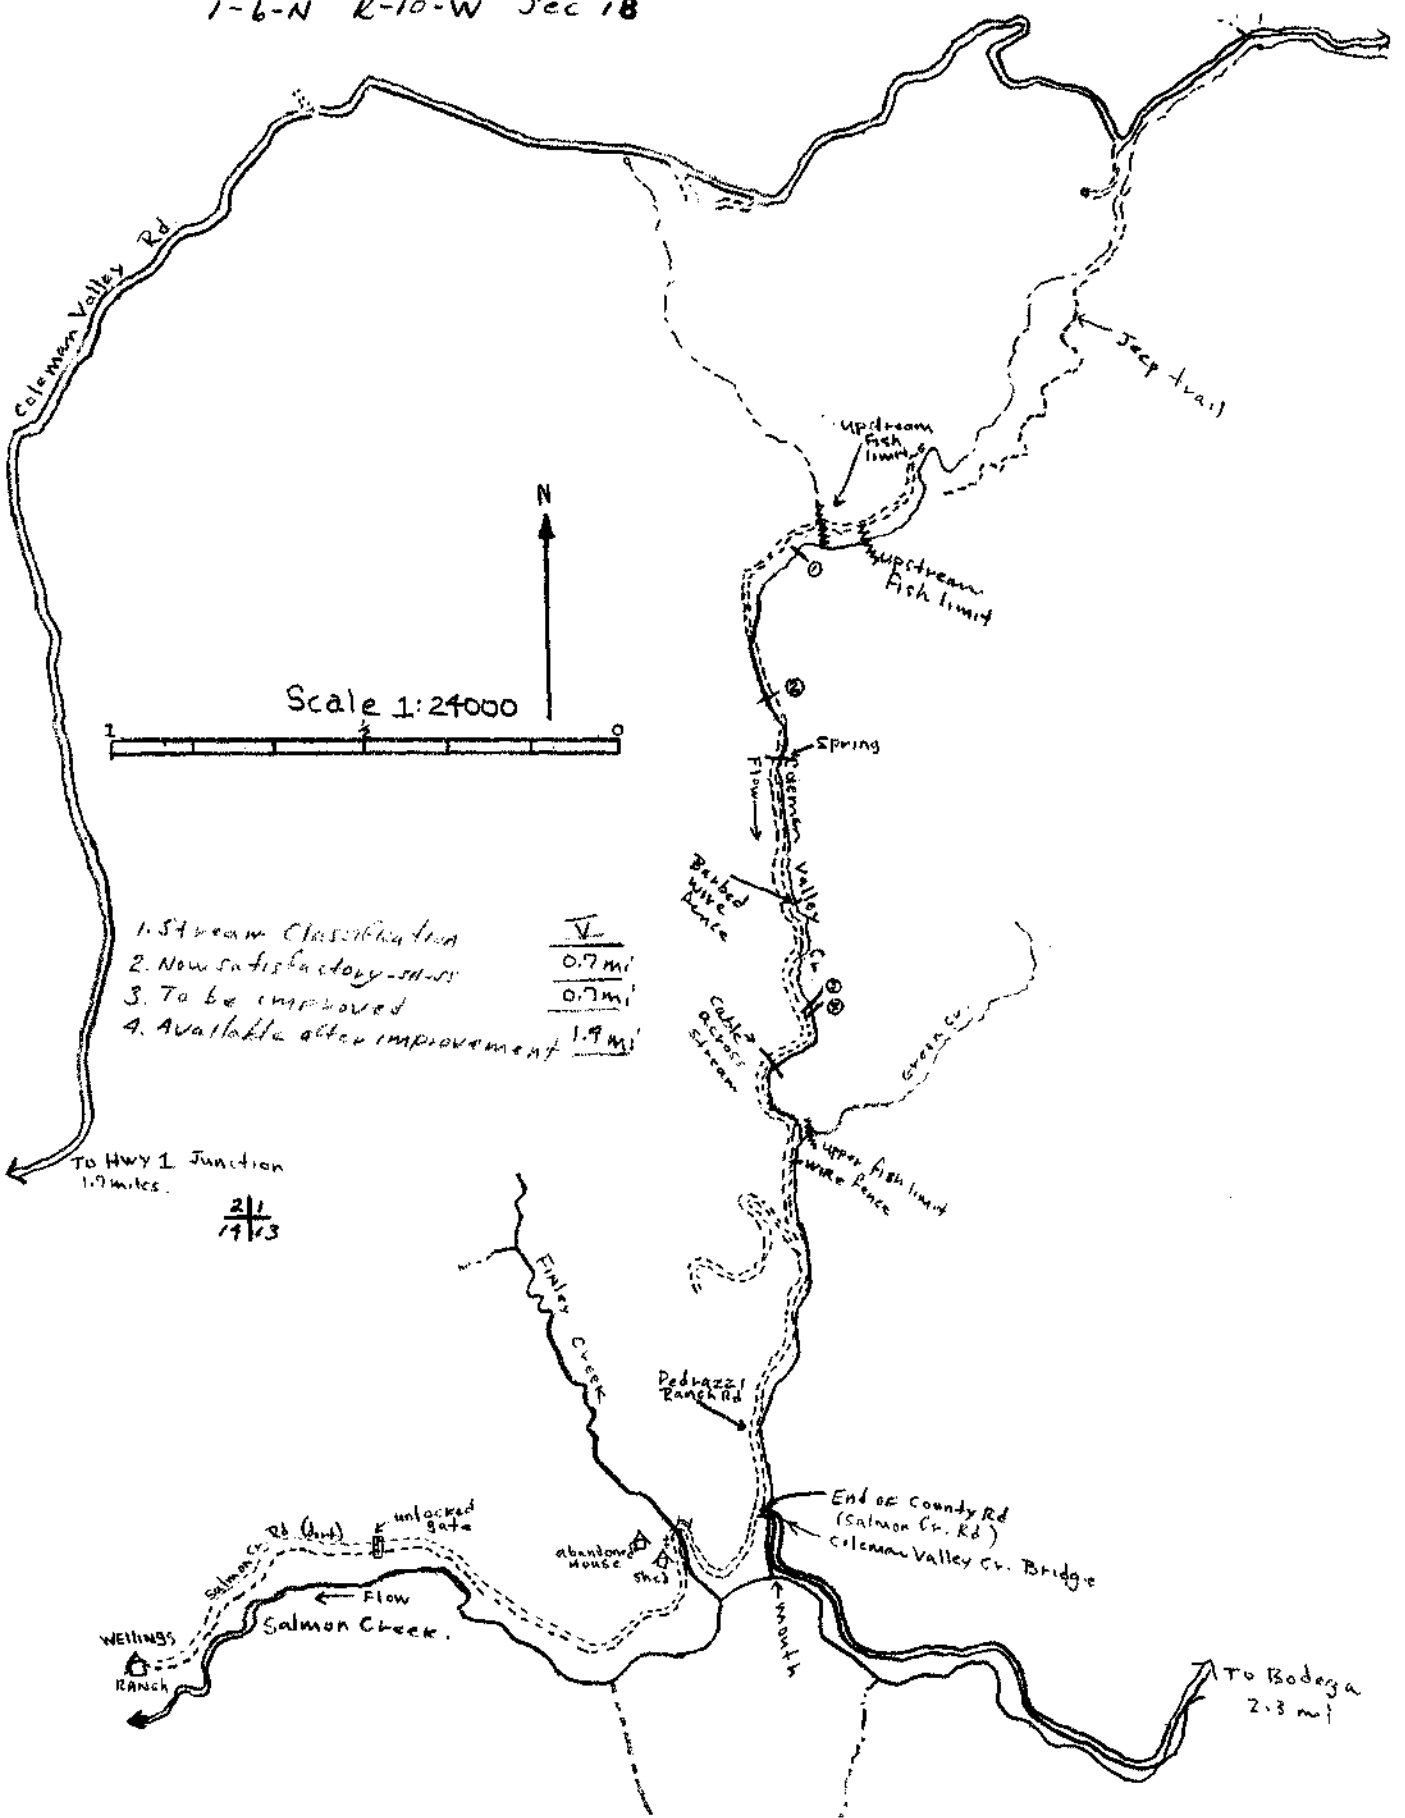 T-6-N R-10-W Sec 18
Coleman Valley Rd.
Jeep trail
upstream
Fish
limit
N
①
upstream
Fish limit
②
Scale 1:24000
1 ½ 0
Spring
Flow
Coleman Valley Cr.
Barbed
wire
fence
1. Stream Classification V
2. Now satisfactory-SH-SS 0.7 mi
3. To be improved 0.7 mi
4. Available after improvement 1.4 mi
Cable
across
stream
Green Cr.
upper fish limit
wire fence
To HWY 1 Junction
1.7 miles.
2 1
14 13
Finley Creek
Pedrazzi
Ranch Rd
End of County Rd
(Salmon Cr. Rd)
Coleman Valley Cr. Bridge
unlocked
gate
Salmon Cr. Rd (dirt)
abandoned
House
Shed
Flow
Salmon Creek.
WELLINGS
RANCH
mouth
To Bodega
2.3 mi